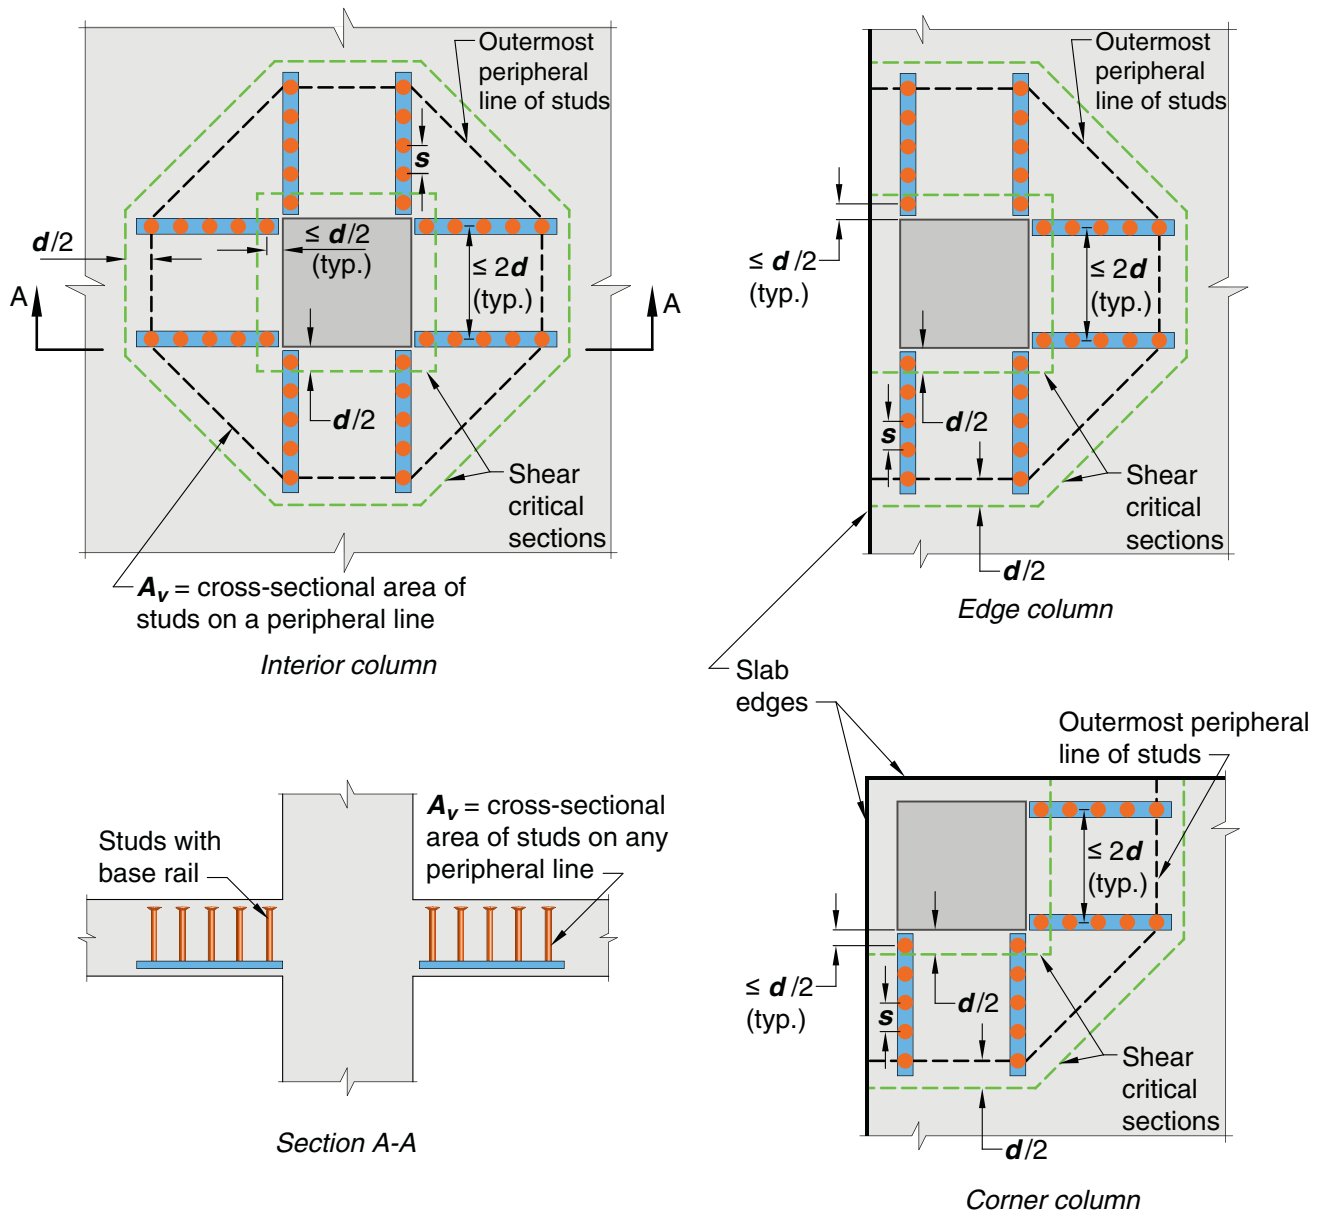 Outermost
peripheral
line of studs
s
d/2
≤ d/2
(typ.)
≤ 2d
(typ.)
A
A
d/2
Shear
critical
sections
Av = cross-sectional area of
studs on a peripheral line
Interior column
Outermost
peripheral
line of studs
≤ d/2
(typ.)
≤ 2d
(typ.)
s
d/2
Shear
critical
sections
d/2
Edge column
Slab
edges
Studs with
base rail
Av = cross-sectional
area of studs on any
peripheral line
Section A-A
Outermost peripheral
line of studs
≤ 2d
(typ.)
≤ d/2
(typ.)
s
d/2
Shear
critical
sections
d/2
Corner column